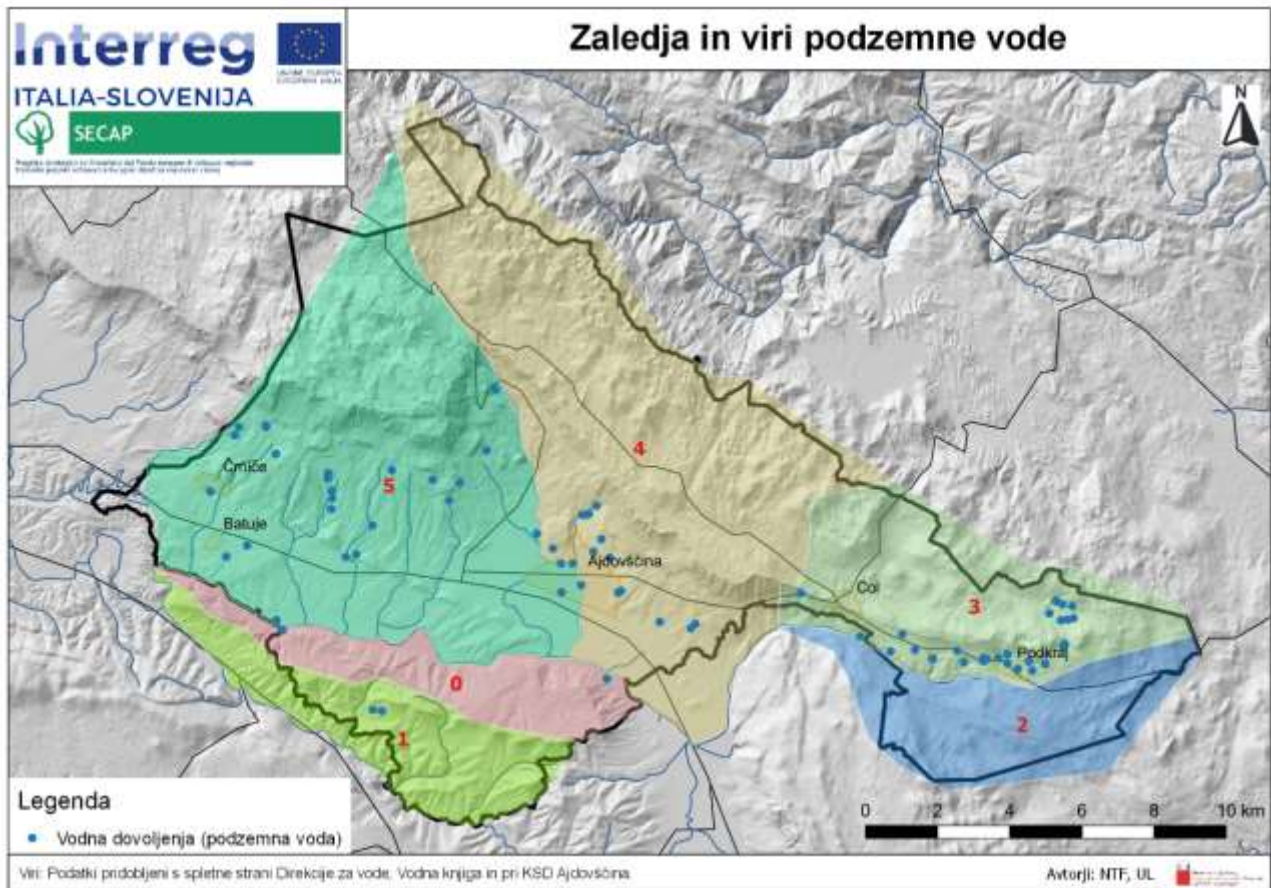 Interreg
ITALIA-SLOVENIJA
SECAP
Zaledja in viri podzemne vode
N
4
Črniče
5
Batuje
Ajdovščina
Col
3
Podkraj
0
2
1
Legenda
Vodna dovoljenja (podzemna voda)
0 2 4 6 8 10 km
Viri: Podatki pridobljeni s spletne strani Direkcije za vode, Vodna knjiga in pri KSD Ajdovščina
Avtorji: NTF, UL